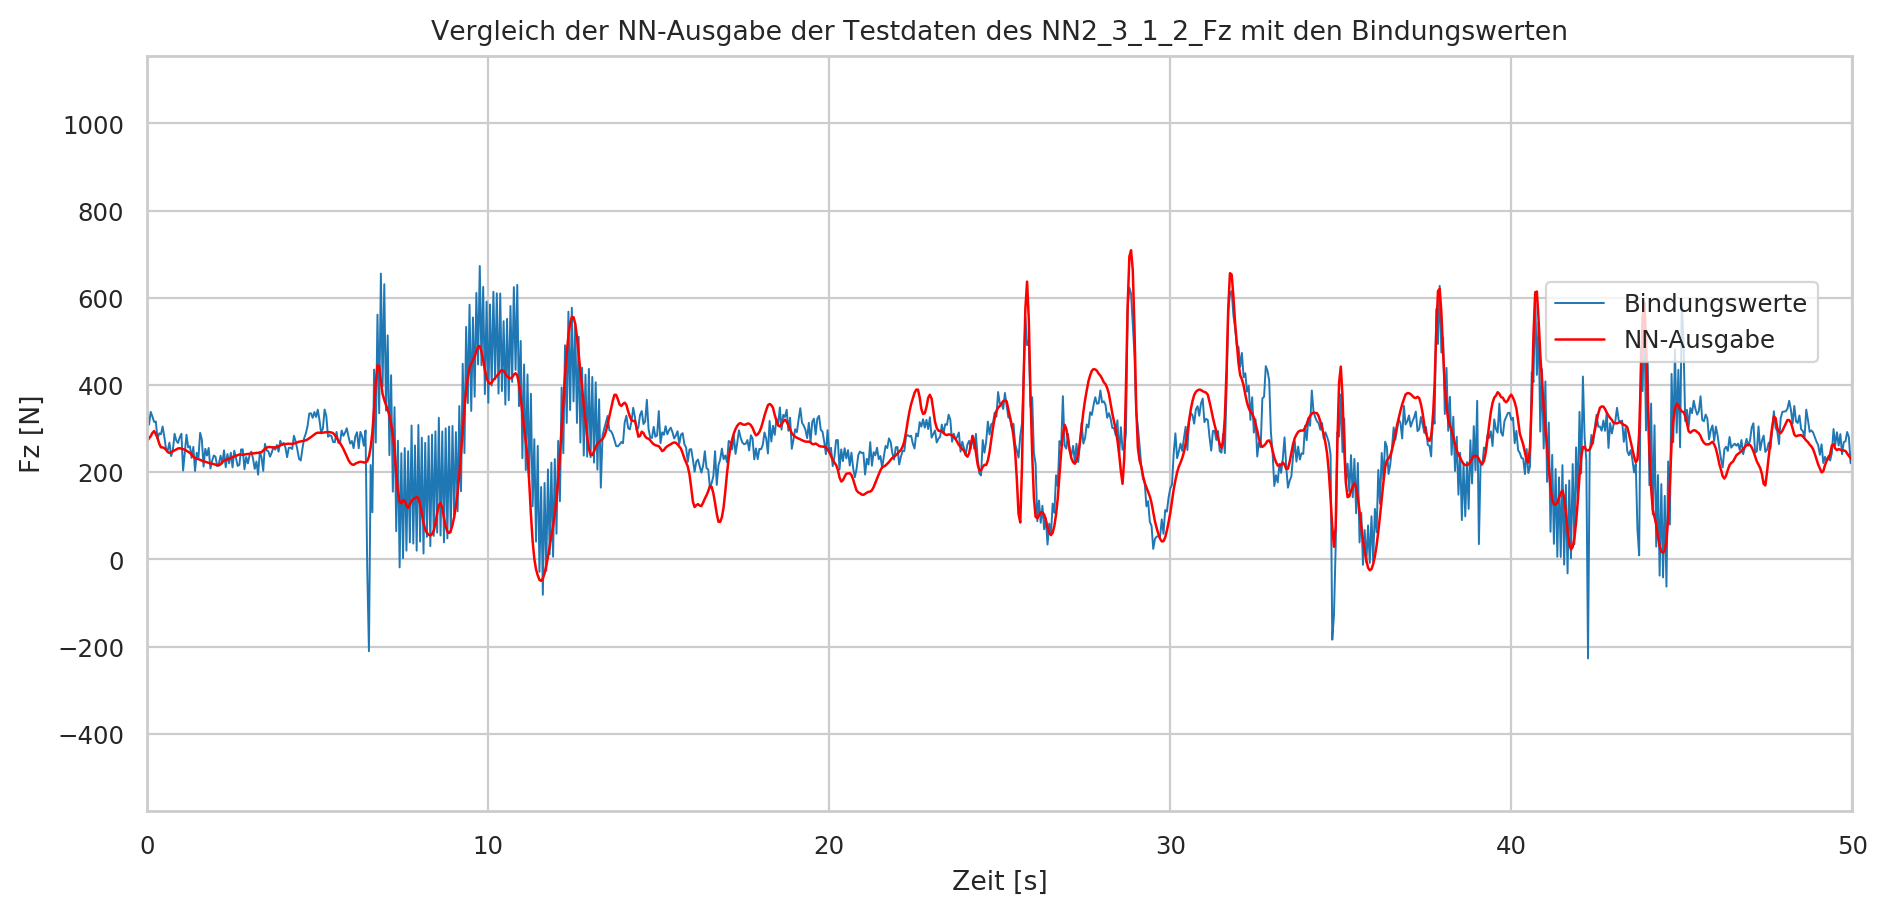 Vergleich der NN-Ausgabe der Testdaten des NN2_3_1_2_Fz mit den Bindungswerten
1000
800
600
400
200
0
−200
−400
Fz [N]
Bindungswerte
NN-Ausgabe
0 10 20 30 40 50
Zeit [s]